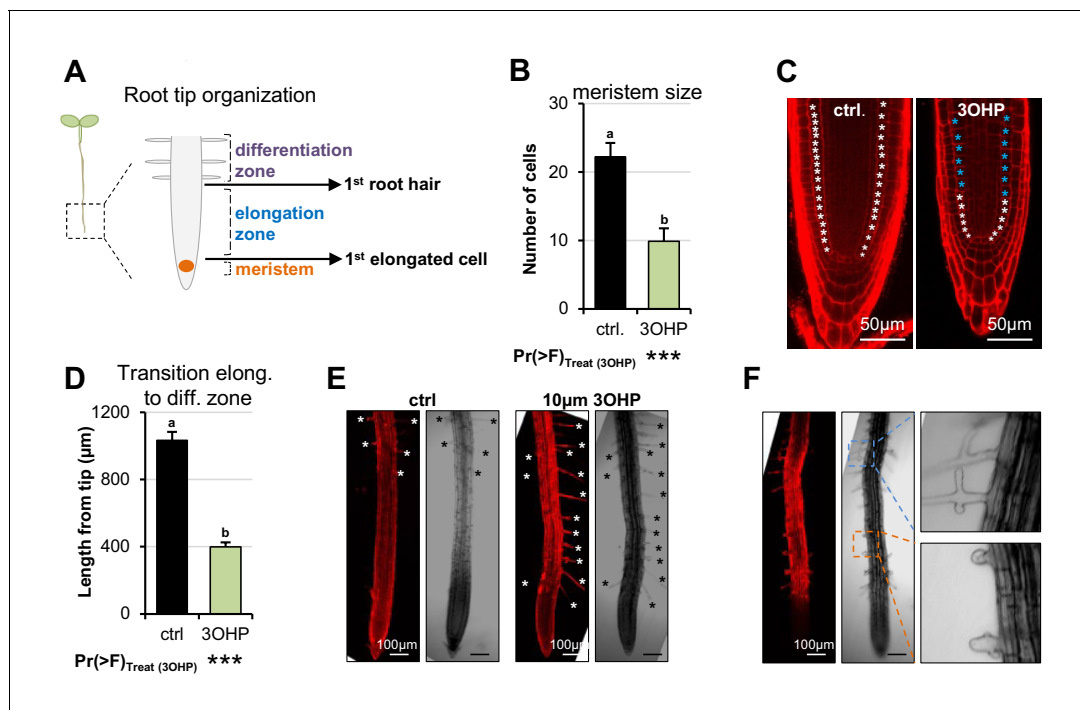 A
Root tip organization
differentiation
zone
1st root hair
elongation
zone
1st elongated cell
meristem
B
meristem size
Number of cells
30
20
10
0
a
b
ctrl.
3OHP
Pr(>F)Treat (3OHP) ***
C
ctrl.
3OHP
50µm
50µm
D
Transition elong.
to diff. zone
Length from tip (µm)
1200
800
400
0
a
b
ctrl
3OHP
Pr(>F)Treat (3OHP) ***
E
ctrl
10µm 3OHP
100µm
100µm
F
100µm